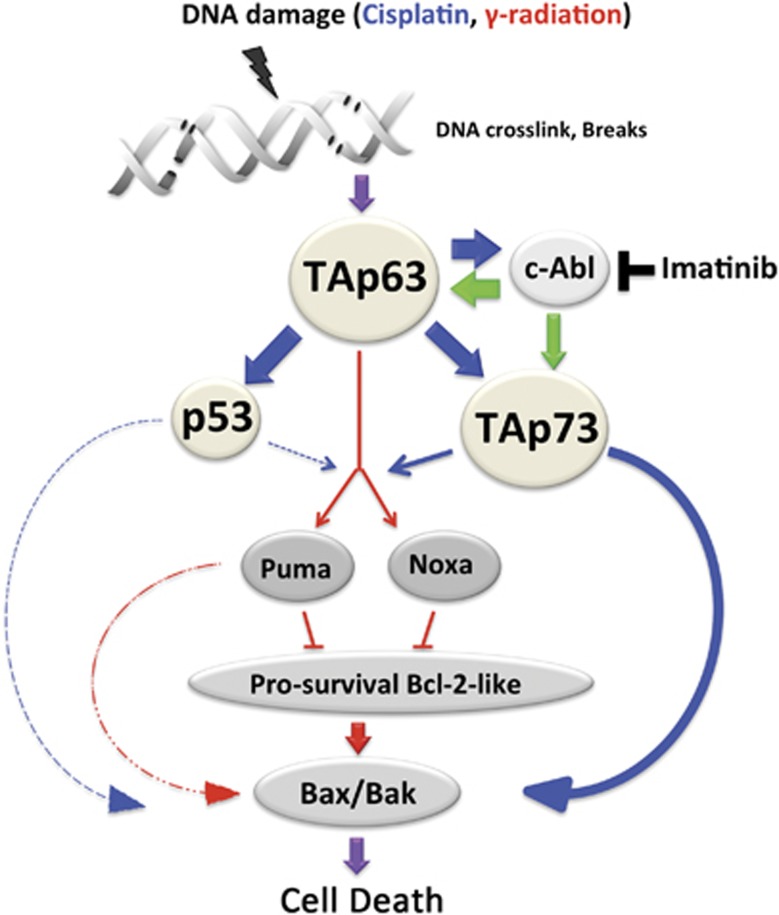 DNA damage (Cisplatin, γ-radiation)
DNA crosslink, Breaks
TAp63
c-Abl
Imatinib
p53
TAp73
Puma
Noxa
Pro-survival Bcl-2-like
Bax/Bak
Cell Death